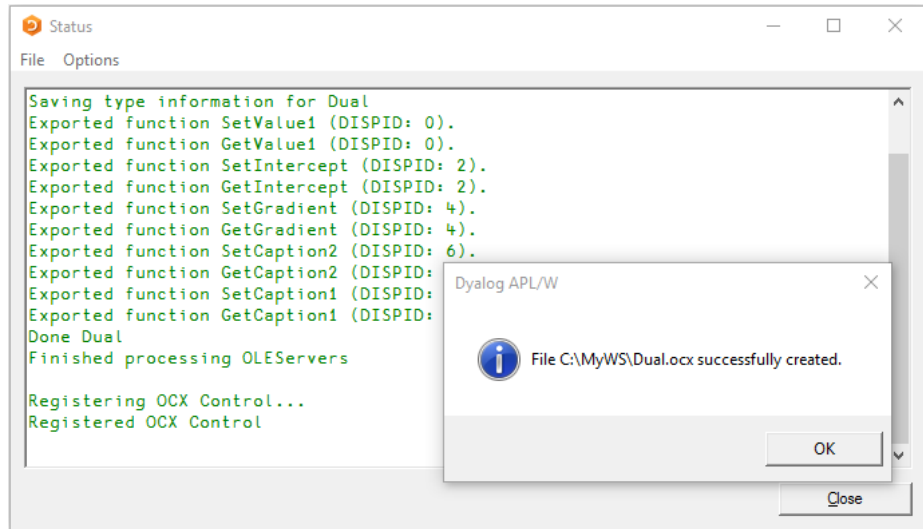 Status
File Options
Saving type information for Dual
Exported function SetValue1 (DISPID: 0).
Exported function GetValue1 (DISPID: 0).
Exported function SetIntercept (DISPID: 2).
Exported function GetIntercept (DISPID: 2).
Exported function SetGradient (DISPID: 4).
Exported function GetGradient (DISPID: 4).
Exported function SetCaption2 (DISPID: 6).
Exported function GetCaption2 (DISPID:
Exported function SetCaption1 (DISPID:
Exported function GetCaption1 (DISPID:
Done Dual
Finished processing OLEServers
Registering OCX Control...
Registered OCX Control
Dyalog APL/W
File C:\MyWS\Dual.ocx successfully created.
OK
Close